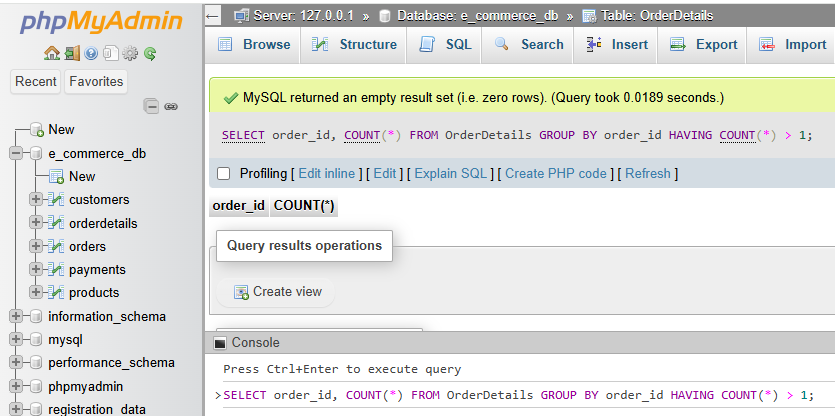 phpMyAdmin
Recent Favorites
New
e_commerce_db
New
customers
orderdetails
orders
payments
products
information_schema
mysql
performance_schema
phpmyadmin
registration_data
Server: 127.0.0.1 » Database: e_commerce_db » Table: OrderDetails
Browse Structure SQL Search Insert Export Import
MySQL returned an empty result set (i.e. zero rows). (Query took 0.0189 seconds.)
SELECT order_id, COUNT(*) FROM OrderDetails GROUP BY order_id HAVING COUNT(*) > 1;
Profiling [ Edit inline ] [ Edit ] [ Explain SQL ] [ Create PHP code ] [ Refresh ]
order_id COUNT(*)
Query results operations
Create view
Console
Press Ctrl+Enter to execute query
>SELECT order_id, COUNT(*) FROM OrderDetails GROUP BY order_id HAVING COUNT(*) > 1;